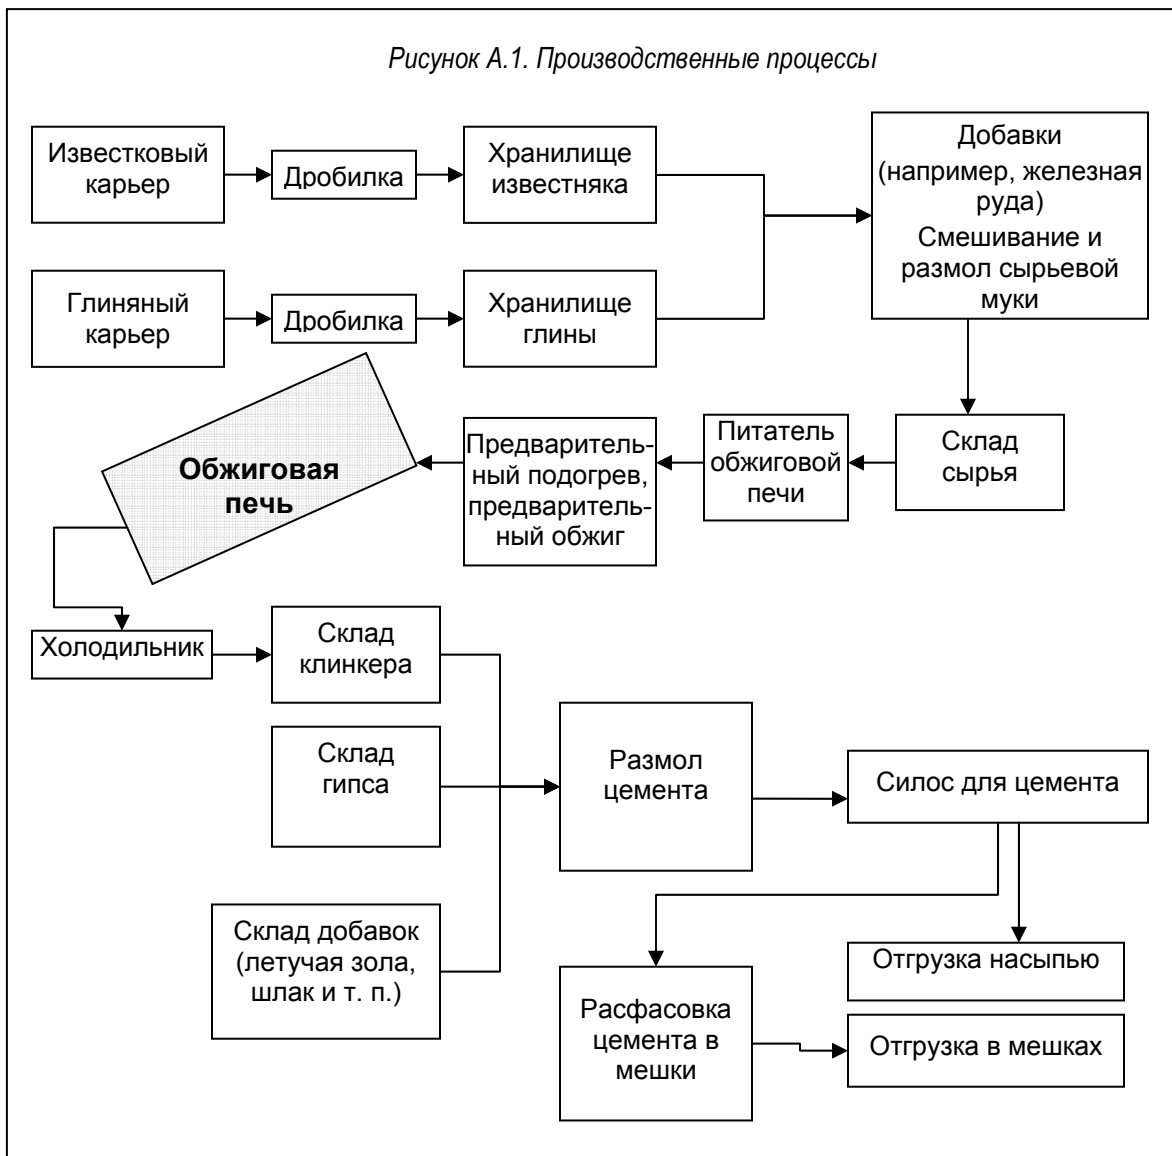 Рисунок А.1. Производственные процессы
Известковый
карьер
Дробилка
Хранилище
известняка
Добавки
(например, железная
руда)
Смешивание и
размол сырьевой
муки
Глиняный
карьер
Дробилка
Хранилище
глины
Обжиговая
печь
Предваритель-
ный подогрев,
предваритель-
ный обжиг
Питатель
обжиговой
печи
Склад
сырья
Холодильник
Склад
клинкера
Склад
гипса
Размол
цемента
Силос для цемента
Склад добавок
(летучая зола,
шлак и т. п.)
Отгрузка насыпью
Расфасовка
цемента в
мешки
Отгрузка в мешках